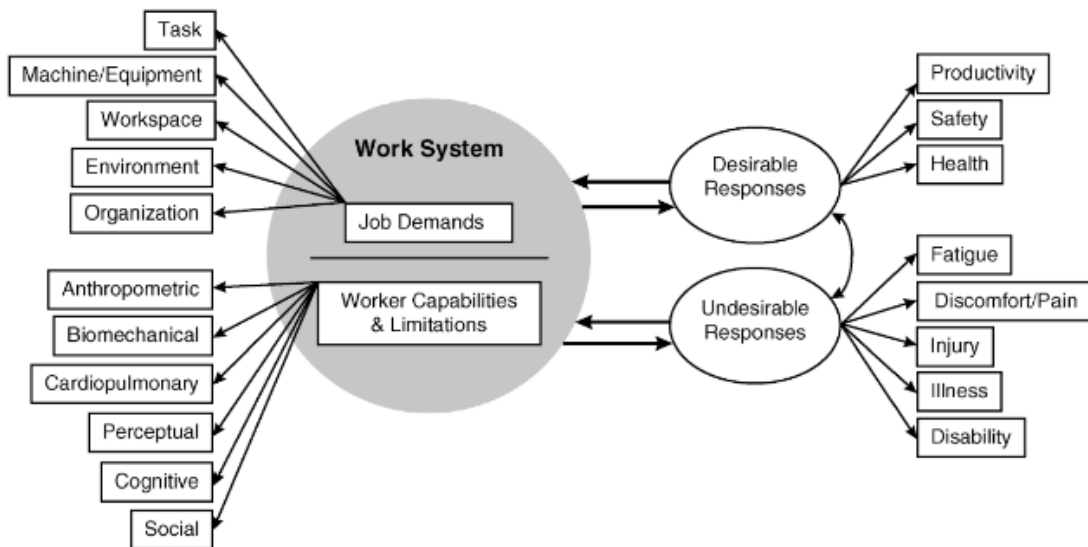 Task
Machine/Equipment
Workspace
Environment
Organization
Anthropometric
Biomechanical
Cardiopulmonary
Perceptual
Cognitive
Social
Work System
Job Demands
Worker Capabilities
& Limitations
Desirable
Responses
Undesirable
Responses
Productivity
Safety
Health
Fatigue
Discomfort/Pain
Injury
Illness
Disability